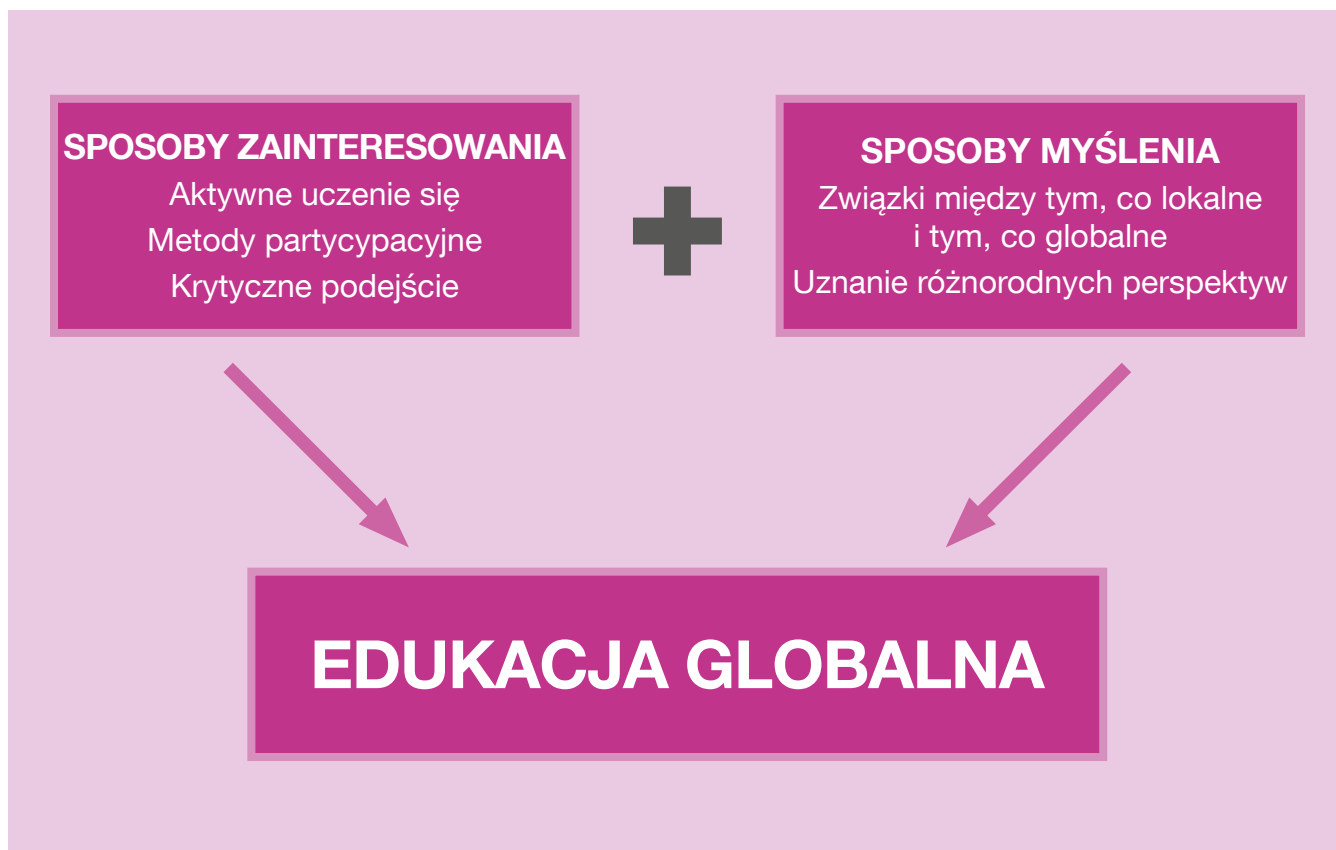 SPOSOBY ZAINTERESOWANIA
Aktywne uczenie się
Metody partycypacyjne
Krytyczne podejście
SPOSOBY MYŚLENIA
Związki między tym, co lokalne
i tym, co globalne
Uznanie różnorodnych perspektyw
EDUKACJA GLOBALNA